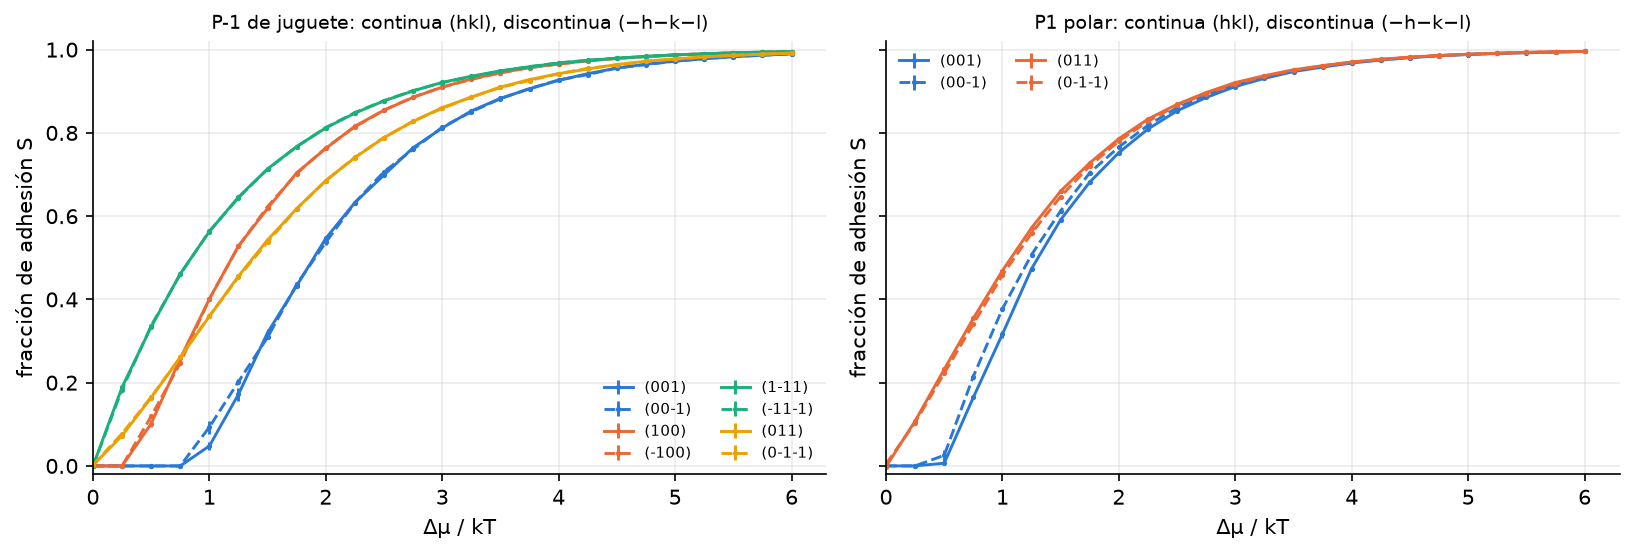 P-1 de juguete: continua (hkl), discontinua (−h−k−l)
fracción de adhesión S
1.0
0.8
0.6
0.4
0.2
0.0
0 1 2 3 4 5 6
Δμ / kT
(001) (1-11)
(00-1) (-11-1)
(100) (011)
(-100) (0-1-1)
P1 polar: continua (hkl), discontinua (−h−k−l)
fracción de adhesión S
(001) (011)
(00-1) (0-1-1)
0 1 2 3 4 5 6
Δμ / kT